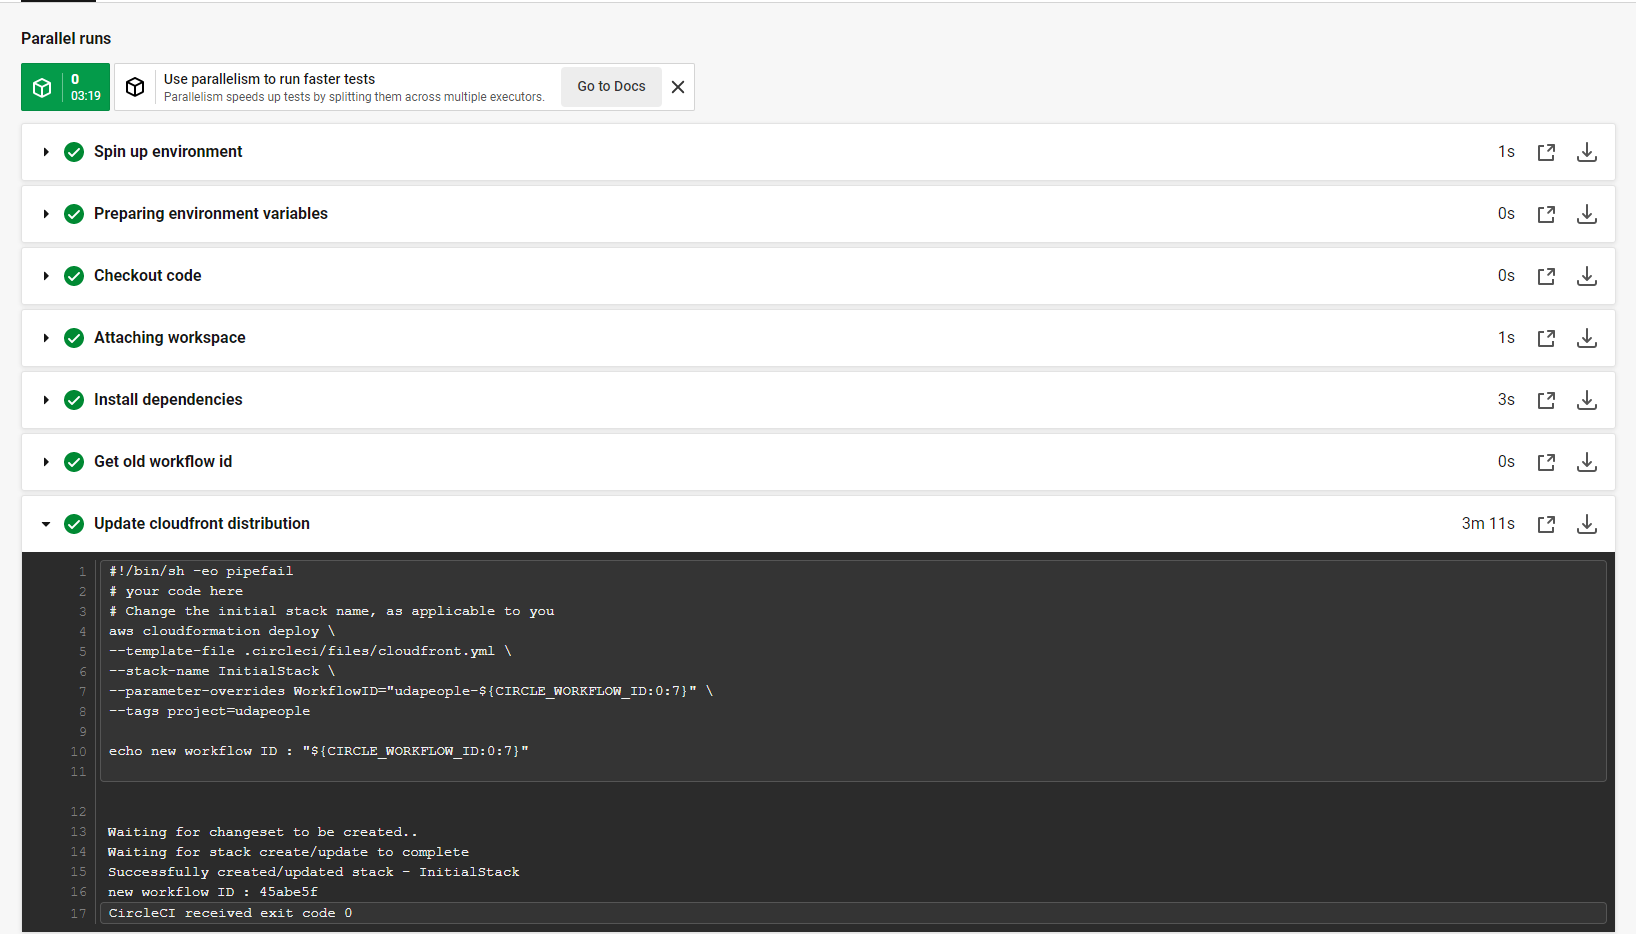 Parallel runs
0
03:19
Use parallelism to run faster tests
Parallelism speeds up tests by splitting them across multiple executors.
Go to Docs
Spin up environment 1s
Preparing environment variables 0s
Checkout code 0s
Attaching workspace 1s
Install dependencies 3s
Get old workflow id 0s
Update cloudfront distribution 3m 11s
1 #!/bin/sh -eo pipefail
2 # your code here
3 # Change the initial stack name, as applicable to you
4 aws cloudformation deploy \
5 --template-file .circleci/files/cloudfront.yml \
6 --stack-name InitialStack \
7 --parameter-overrides WorkflowID="udapeople-${CIRCLE_WORKFLOW_ID:0:7}" \
8 --tags project=udapeople
9
10 echo new workflow ID : "${CIRCLE_WORKFLOW_ID:0:7}"
11
12
13 Waiting for changeset to be created..
14 Waiting for stack create/update to complete
15 Successfully created/updated stack - InitialStack
16 new workflow ID : 45abe5f
17 CircleCI received exit code 0